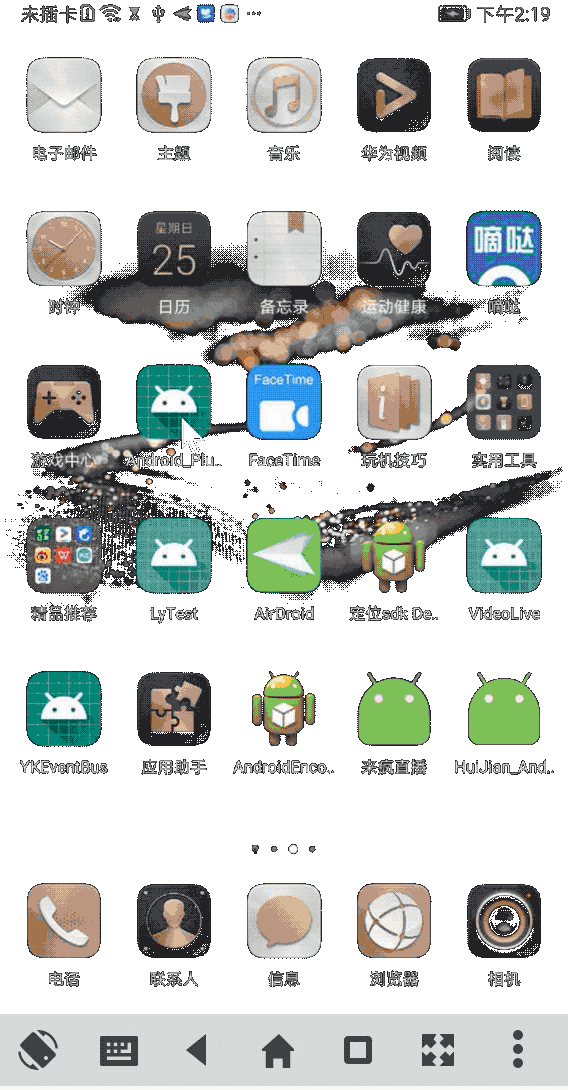 未插卡 下午2:19
电子邮件 主题 音乐 华为视频 阅读
星期日
25
嘀哒
时钟 日历 备忘录 运动健康 嘀哒
FaceTime
游戏中心 Android_Plu.. FaceTime 玩机技巧 实用工具
精品推荐 LyTest AirDroid 定位sdk De.. VideoLive
YKEventBus 应用助手 AndroidEnco.. 来疯直播 HuiJian_And..
电话 联系人 信息 浏览器 相机